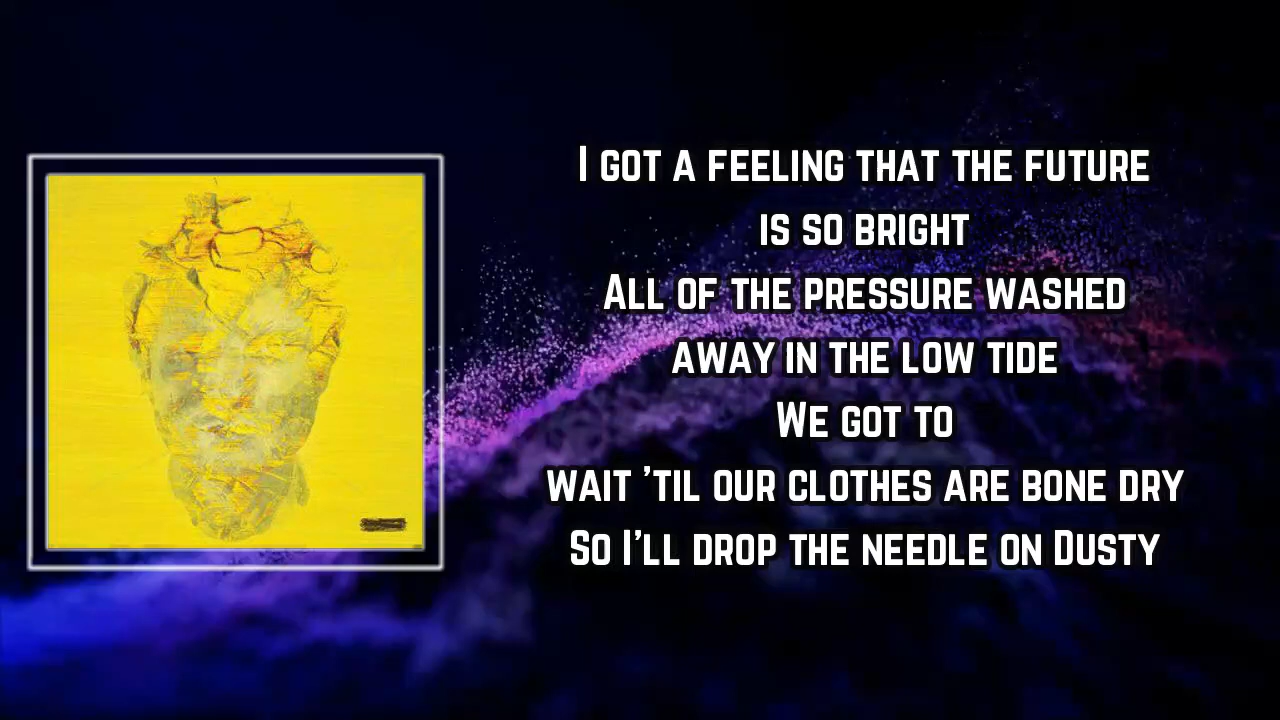 I GOT A FEELING THAT THE FUTURE
IS SO BRIGHT
ALL OF THE PRESSURE WASHED
AWAY IN THE LOW TIDE
WE GOT TO
WAIT 'TIL OUR CLOTHES ARE BONE DRY
SO I'LL DROP THE NEEDLE ON DUSTY